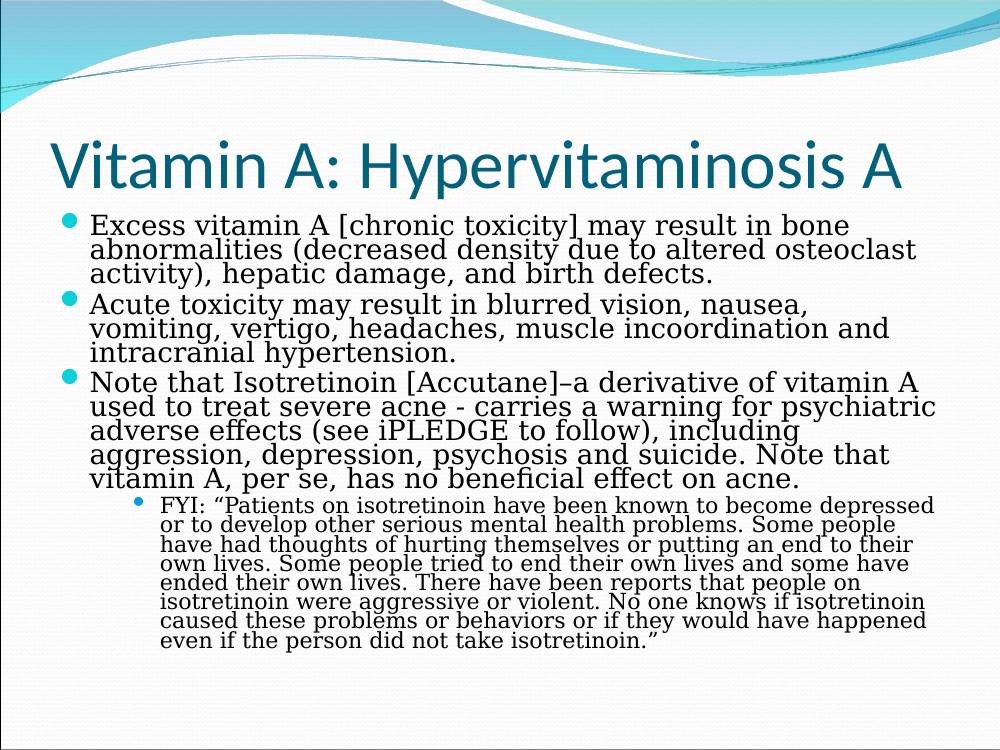 Vitamin A: Hypervitaminosis A
Excess vitamin A [chronic toxicity] may result in bone
abnormalities (decreased density due to altered osteoclast
activity), hepatic damage, and birth defects.
Acute toxicity may result in blurred vision, nausea,
vomiting, vertigo, headaches, muscle incoordination and
intracranial hypertension.
Note that Isotretinoin [Accutane]–a derivative of vitamin A
used to treat severe acne - carries a warning for psychiatric
adverse effects (see iPLEDGE to follow), including
aggression, depression, psychosis and suicide. Note that
vitamin A, per se, has no beneficial effect on acne.
FYI: “Patients on isotretinoin have been known to become depressed
or to develop other serious mental health problems. Some people
have had thoughts of hurting themselves or putting an end to their
own lives. Some people tried to end their own lives and some have
ended their own lives. There have been reports that people on
isotretinoin were aggressive or violent. No one knows if isotretinoin
caused these problems or behaviors or if they would have happened
even if the person did not take isotretinoin.”